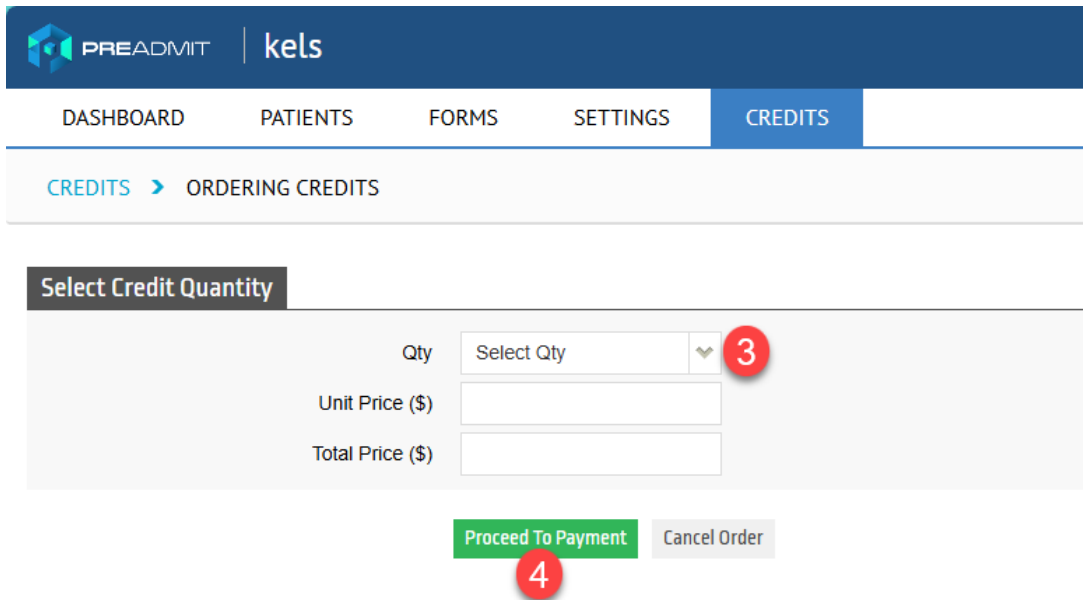 PREADMIT kels
DASHBOARD PATIENTS FORMS SETTINGS CREDITS
CREDITS > ORDERING CREDITS
Select Credit Quantity
Qty Select Qty 3
Unit Price ($)
Total Price ($)
Proceed To Payment Cancel Order
4